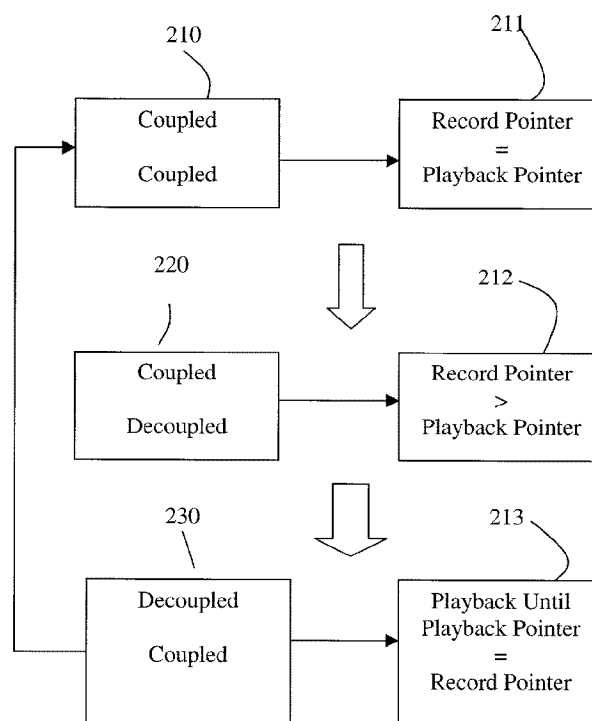 210
211
Coupled
Coupled
Record Pointer
=
Playback Pointer
220
212
Coupled
Decoupled
Record Pointer
>
Playback Pointer
230
213
Decoupled
Coupled
Playback Until
Playback Pointer
=
Record Pointer